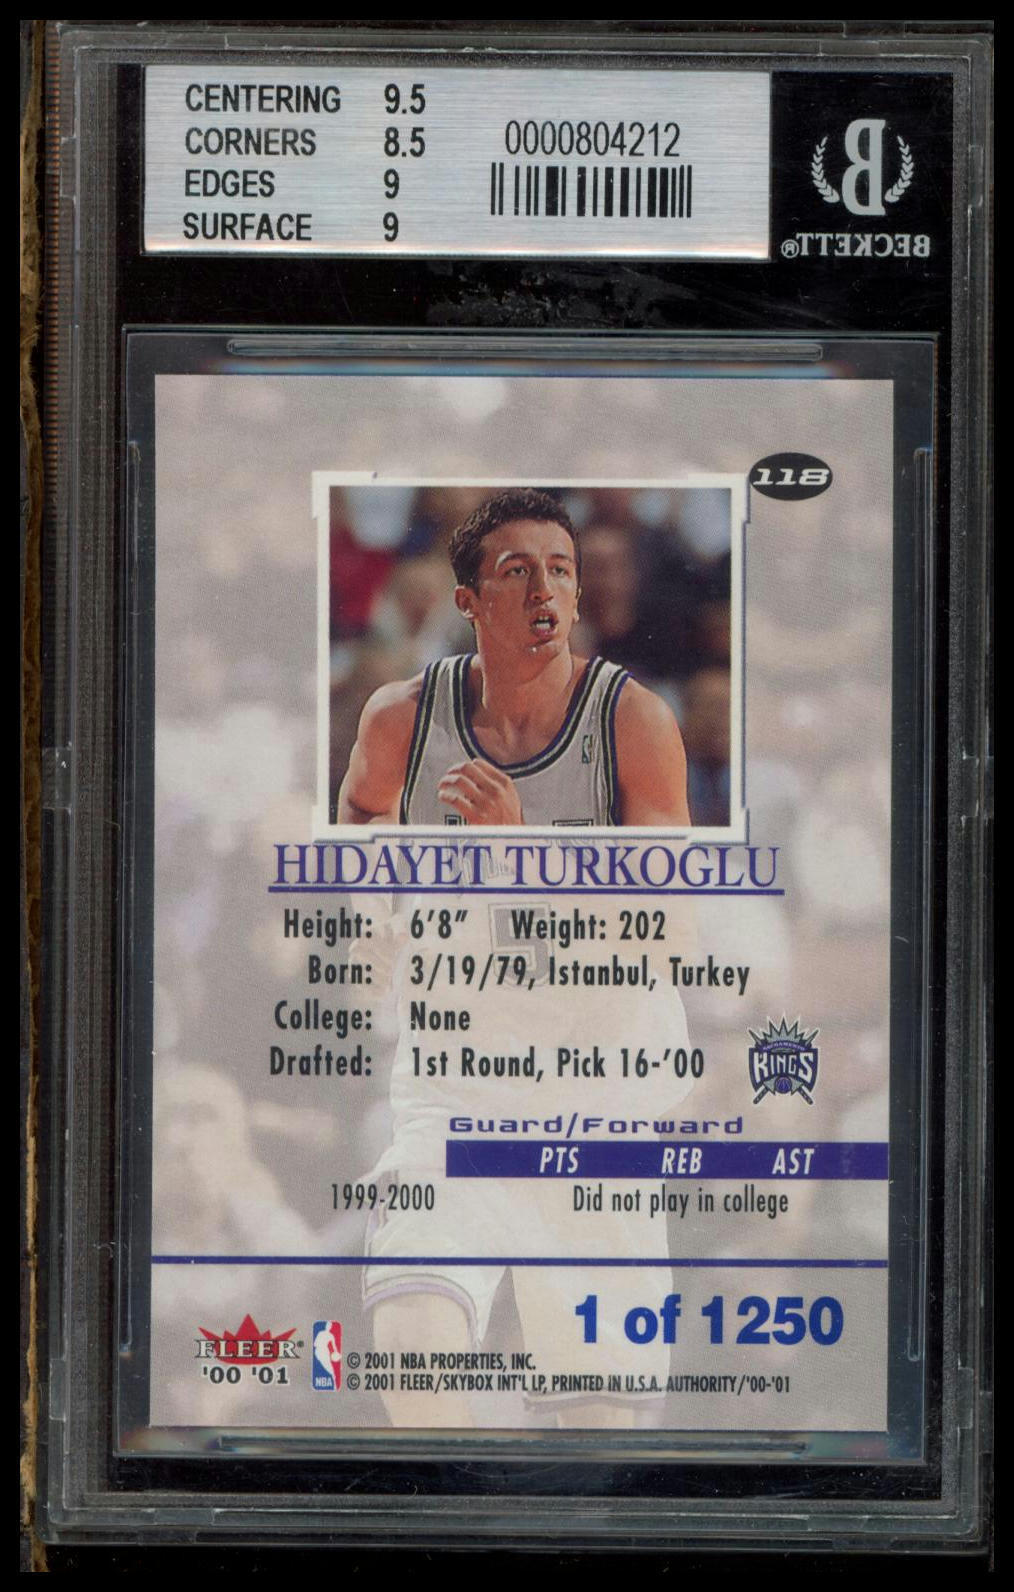 CENTERING 9.5
CORNERS 8.5
EDGES 9
SURFACE 9
0000804212
B
BECKETT®
118
HIDAYET TURKOGLU
Height: 6'8" Weight: 202
Born: 3/19/79, Istanbul, Turkey
College: None
Drafted: 1st Round, Pick 16-'00
SACRAMENTO
KINGS
Guard/Forward
PTS REB AST
1999-2000 Did not play in college
1 of 1250
FLEER®
'00 '01
NBA
© 2001 NBA PROPERTIES, INC.
© 2001 FLEER/SKYBOX INT'L LP, PRINTED IN U.S.A. AUTHORITY/'00-'01
5